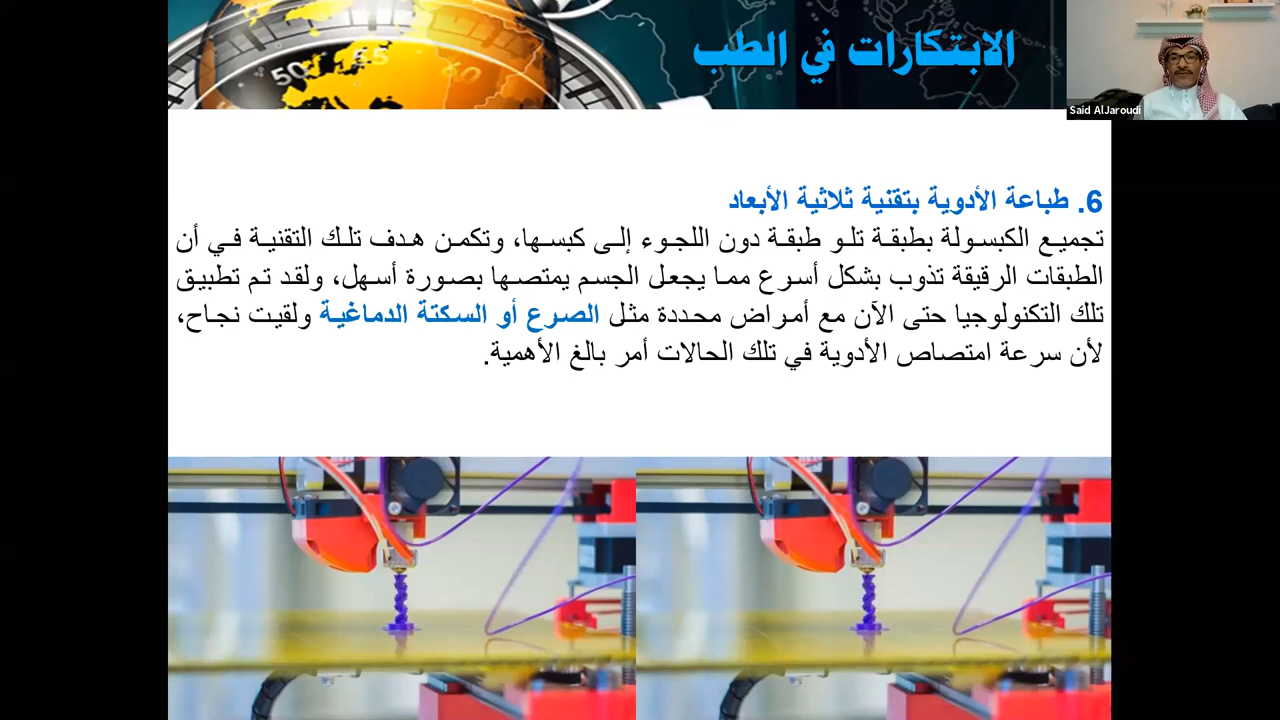 الابتكارات في الطب
Said AlJaroudi
50 55 60
6. طباعة الأدوية بتقنية ثلاثية الأبعاد
تجميع الكبسولة بطبقة تلو طبقة دون اللجوء إلى كبسها، وتكمن هدف تلك التقنية في أن
الطبقات الرقيقة تذوب بشكل أسرع مما يجعل الجسم يمتصها بصورة أسهل، ولقد تم تطبيق
تلك التكنولوجيا حتى الآن مع أمراض محددة مثل الصرع أو السكتة الدماغية ولقيت نجاح،
لأن سرعة امتصاص الأدوية في تلك الحالات أمر بالغ الأهمية.